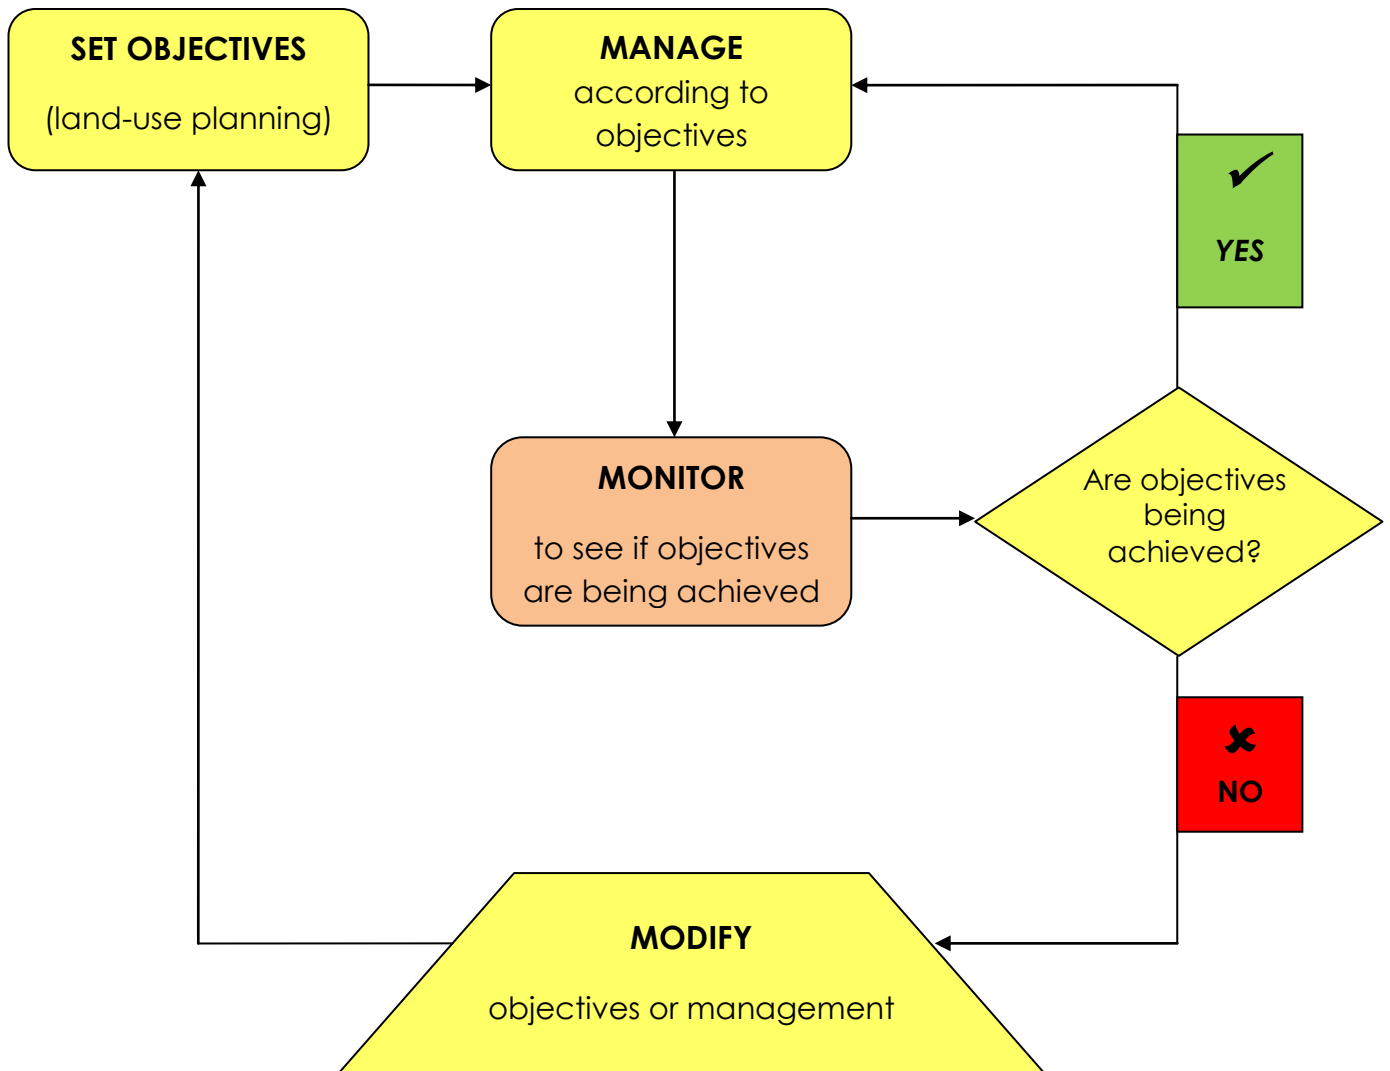 SET OBJECTIVES
(land-use planning)
MANAGE
according to
objectives
✓
YES
MONITOR
to see if objectives
are being achieved
Are objectives
being
achieved?
✘
NO
MODIFY
objectives or management